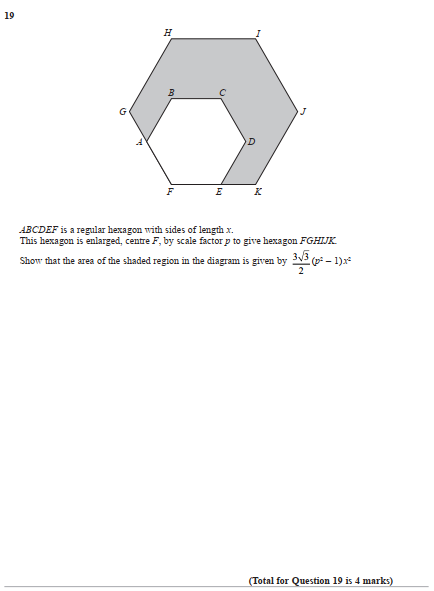 19
H I
B C
G J
A D
F E K
ABCDEF is a regular hexagon with sides of length x.
This hexagon is enlarged, centre F, by scale factor p to give hexagon FGHIJK.
Show that the area of the shaded region in the diagram is given by 3√3/2 (p² – 1)x²
(Total for Question 19 is 4 marks)